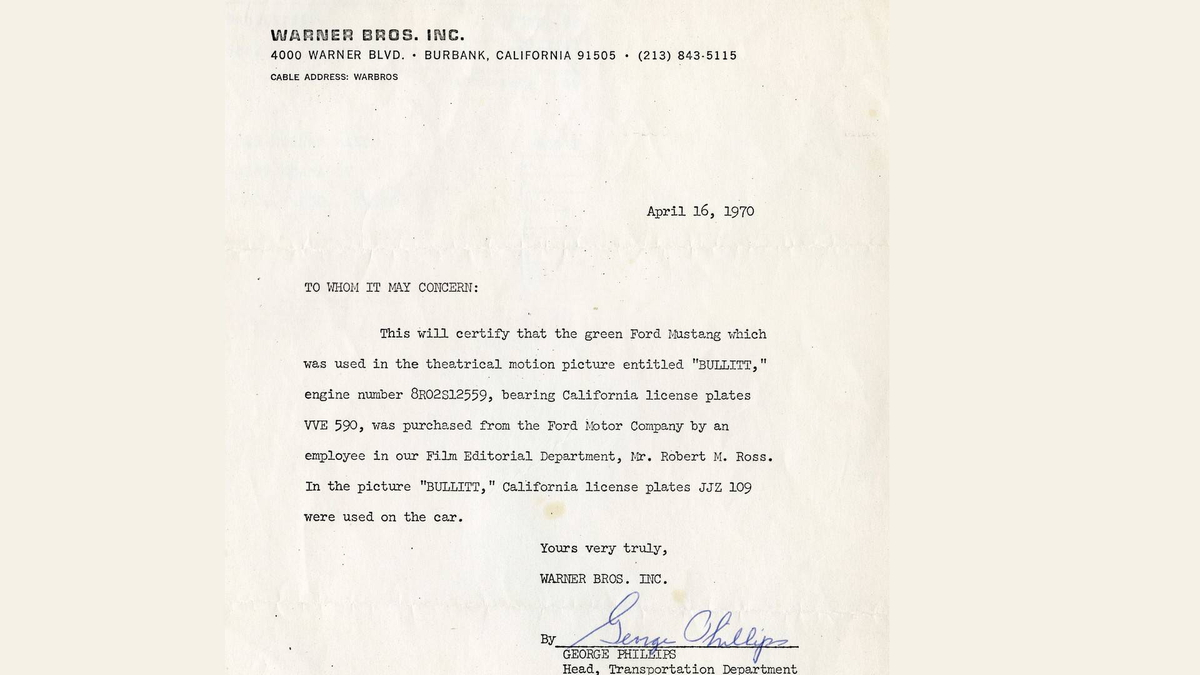 WARNER BROS. INC.
4000 WARNER BLVD. • BURBANK, CALIFORNIA 91505 • (213) 843-5115
CABLE ADDRESS: WARBROS
April 16, 1970
TO WHOM IT MAY CONCERN:
This will certify that the green Ford Mustang which
was used in the theatrical motion picture entitled "BULLITT,"
engine number 8R02S12559, bearing California license plates
VVE 590, was purchased from the Ford Motor Company by an
employee in our Film Editorial Department, Mr. Robert M. Ross.
In the picture "BULLITT," California license plates JJZ 109
were used on the car.
Yours very truly,
WARNER BROS. INC.
By George Phillips
GEORGE PHILLIPS
Head, Transportation Department